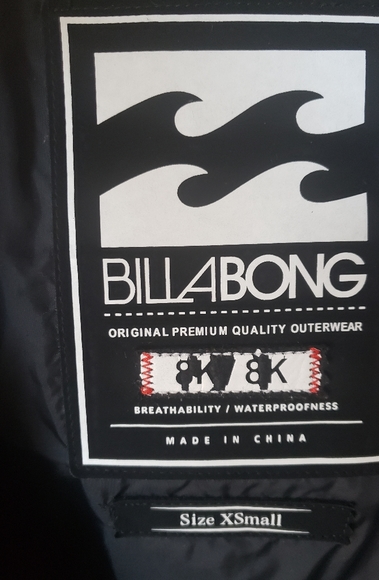 BILLABONG
ORIGINAL PREMIUM QUALITY OUTERWEAR
8K / 8K
BREATHABILITY / WATERPROOFNESS
MADE IN CHINA
Size XSmall